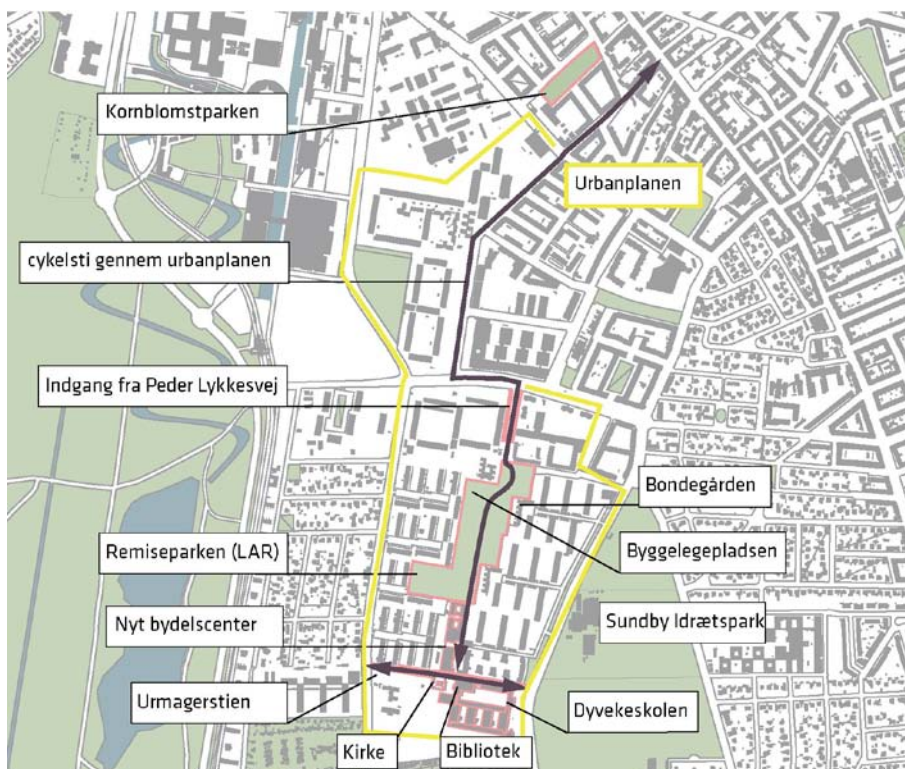 Kornblomstparken
Urbanplanen
cykelsti gennem urbanplanen
Indgang fra Peder Lykkesvej
Bondegården
Byggelegepladsen
Remiseparken (LAR)
Nyt bydelscenter
Sundby Idrætspark
Urmagerstien
Dyvekeskolen
Kirke
Bibliotek